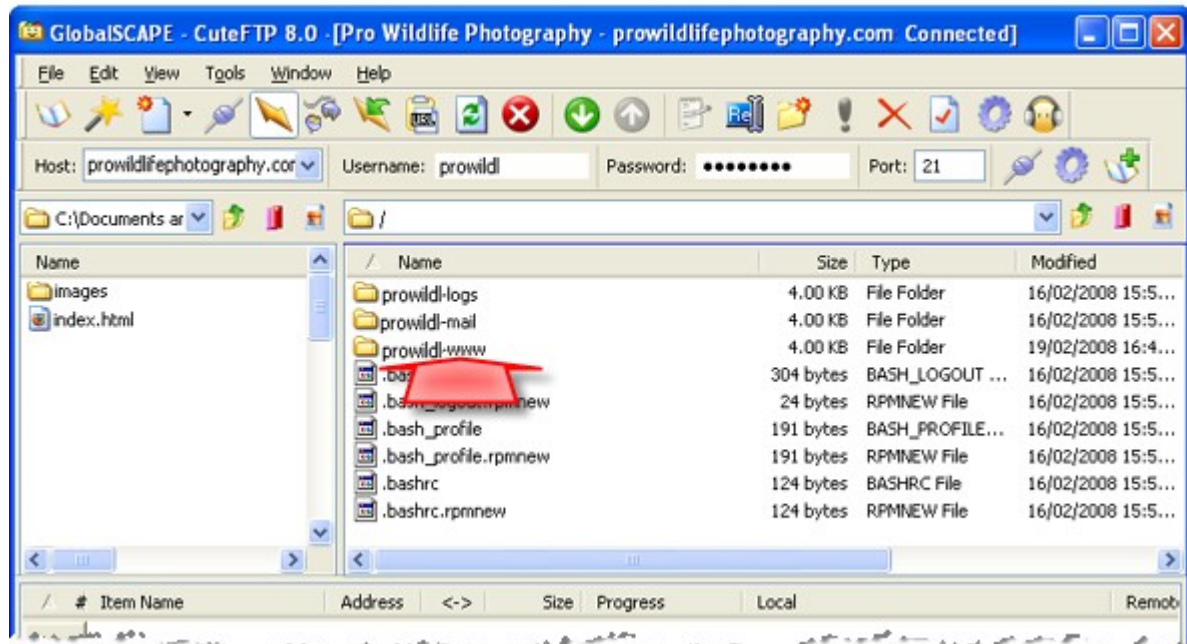 GlobalSCAPE - CuteFTP 8.0 -[Pro Wildlife Photography - prowildlifephotography.com Connected]
File Edit View Tools Window Help
URL Re
Host: prowildlifephotography.cor Username: prowildl Password: ●●●●●●●● Port: 21
C:\Documents ar /
Name / Name Size Type Modified
images prowildl-logs 4.00 KB File Folder 16/02/2008 15:5...
index.html prowildl-mail 4.00 KB File Folder 16/02/2008 15:5...
prowildl-www 4.00 KB File Folder 19/02/2008 16:4...
304 bytes BASH_LOGOUT ... 16/02/2008 15:5...
24 bytes RPMNEW File 16/02/2008 15:5...
.bash_profile 191 bytes BASH_PROFILE... 16/02/2008 15:5...
.bash_profile.rpmnew 191 bytes RPMNEW File 16/02/2008 15:5...
.bashrc 124 bytes BASHRC File 16/02/2008 15:5...
.bashrc.rpmnew 124 bytes RPMNEW File 16/02/2008 15:5...
/ # Item Name Address <-> Size Progress Local Remob